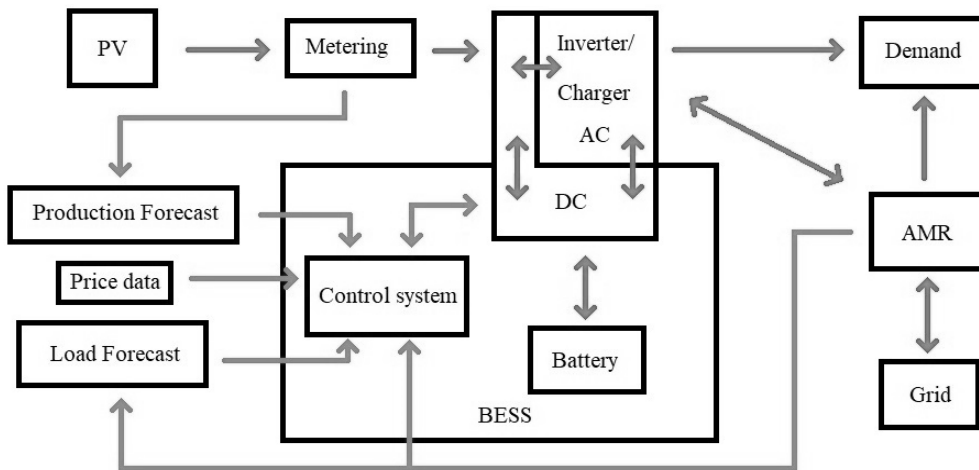 PV
Metering
Inverter/
Charger
AC
DC
Demand
Production Forecast
Price data
Load Forecast
Control system
Battery
BESS
AMR
Grid